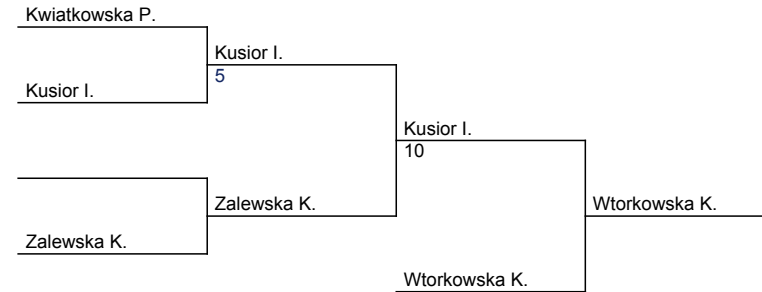 Kwiatkowska P.
Kusior I.
5
Kusior I.
Kusior I.
10
Zalewska K.
Wtorkowska K.
Zalewska K.
Wtorkowska K.